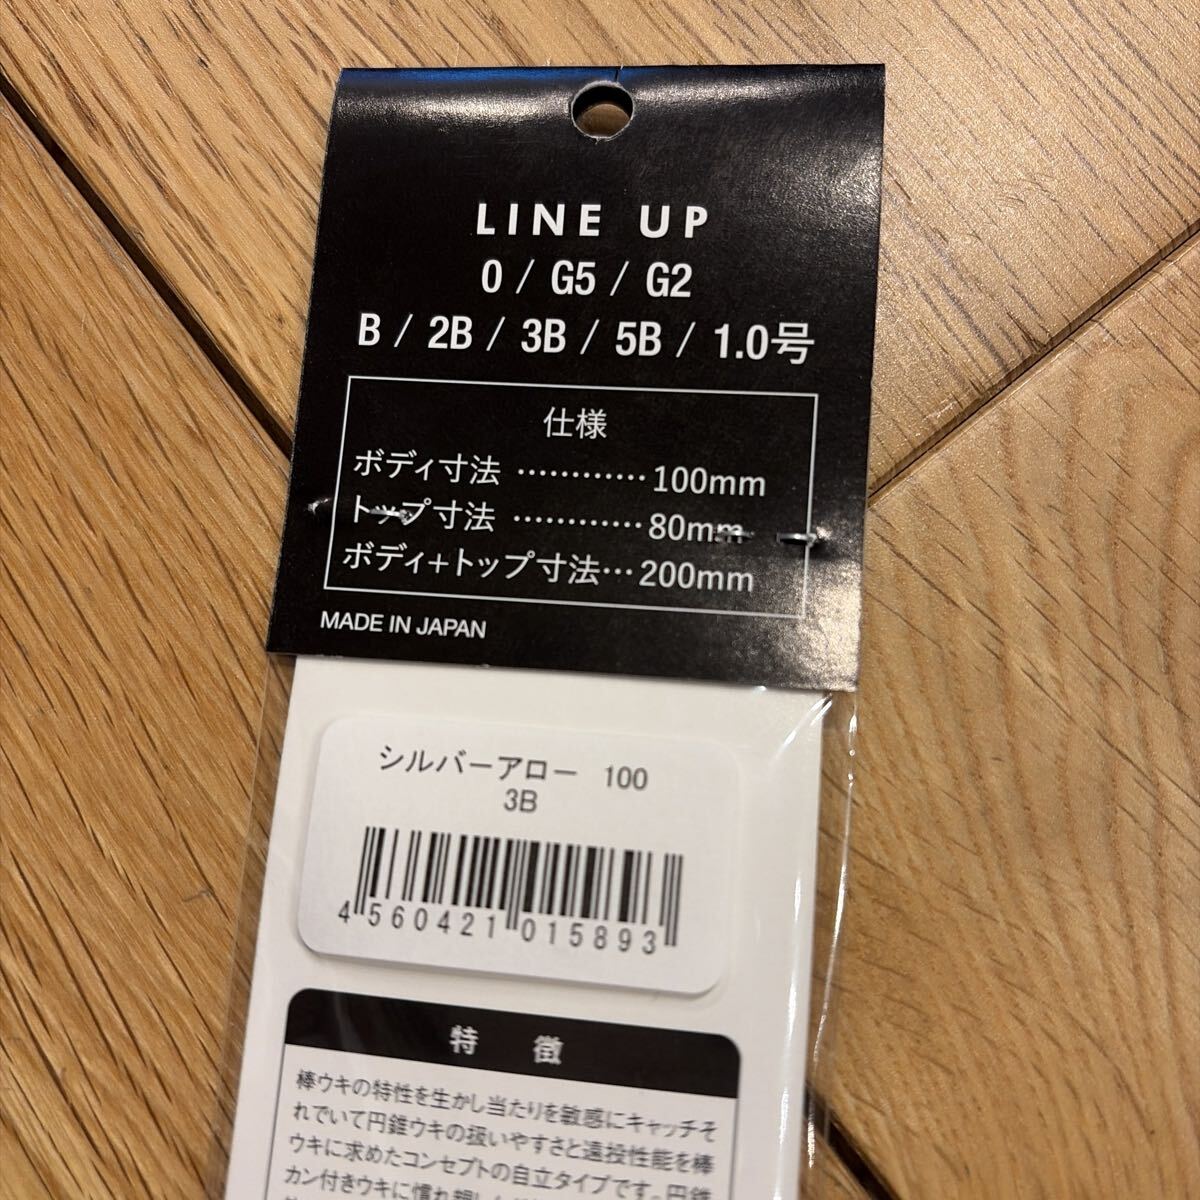 LINE UP
0 / G5 / G2
B / 2B / 3B / 5B / 1.0号
仕様
ボディ寸法 ………… 100mm
トップ寸法 ………… 80mm
ボディ+トップ寸法… 200mm
MADE IN JAPAN
シルバーアロー 100
3B
4 560421 015893
特 徴
棒ウキの特性を生かし当たりを敏感にキャッチそ
れでいて円錐ウキの扱いやすさと遠投性能を棒
ウキに求めたコンセプトの自立タイプです。円錐
カン付きウキに慣れ親し